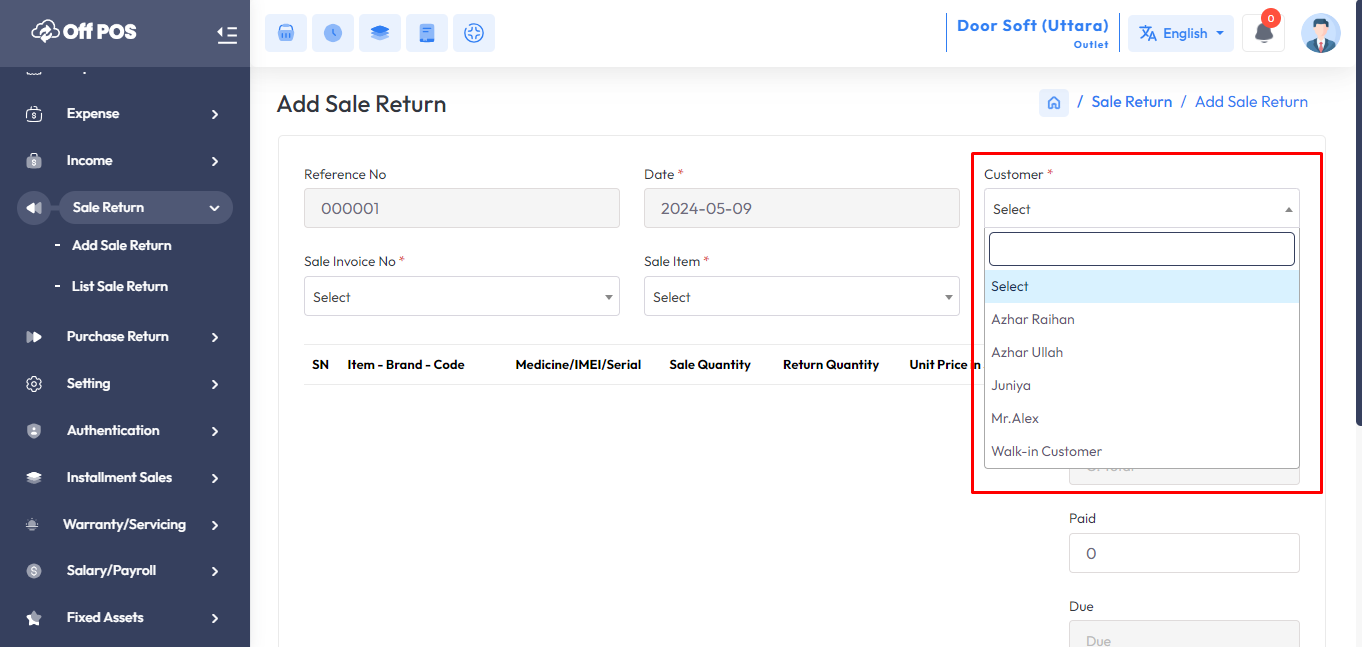 Off POS
Door Soft (Uttara)
Outlet
English
0
Expense
Income
Sale Return
- Add Sale Return
- List Sale Return
Purchase Return
Setting
Authentication
Installment Sales
Warranty/Servicing
Salary/Payroll
Fixed Assets
Add Sale Return
/ Sale Return / Add Sale Return
Reference No
000001
Date *
2024-05-09
Customer *
Select
Select
Azhar Raihan
Azhar Ullah
Juniya
Mr.Alex
Walk-in Customer
Sale Invoice No *
Select
Sale Item *
Select
SN Item - Brand - Code Medicine/IMEI/Serial Sale Quantity Return Quantity Unit Price in
Paid
0
Due
Due